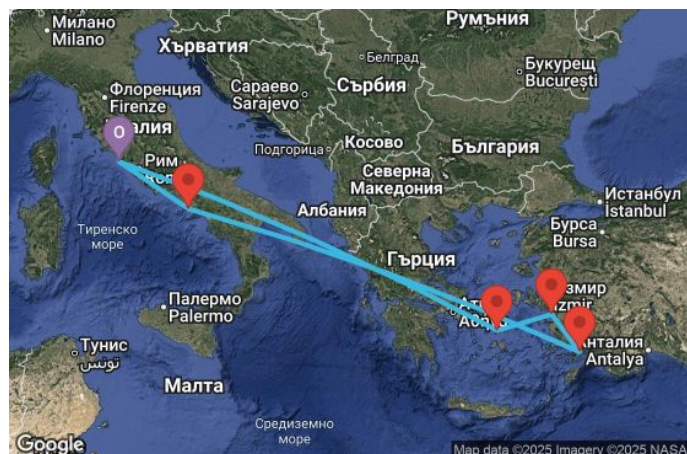 Милано
Milano
РУМЪНИЯ
ХЪРВАТИЯ
Белград
Букурещ
București
Флоренция
Firenze
Сараево
Sarajevo
СЪРБИЯ
Подгорица
КОСОВО
БЪЛГАРИЯ
Рим
O
СЕВЕРНА
МАКЕДОНИЯ
АЛБАНИЯ
Истанбул
İstanbul
Бурса
Bursa
Тиренско
море
ГЪРЦИЯ
Палермо
Palermo
Тунис
تونس
МАЛТА
Анталия
Antalya
Средиземно
море
Google
Map data ©2025 Imagery ©2025 NASA